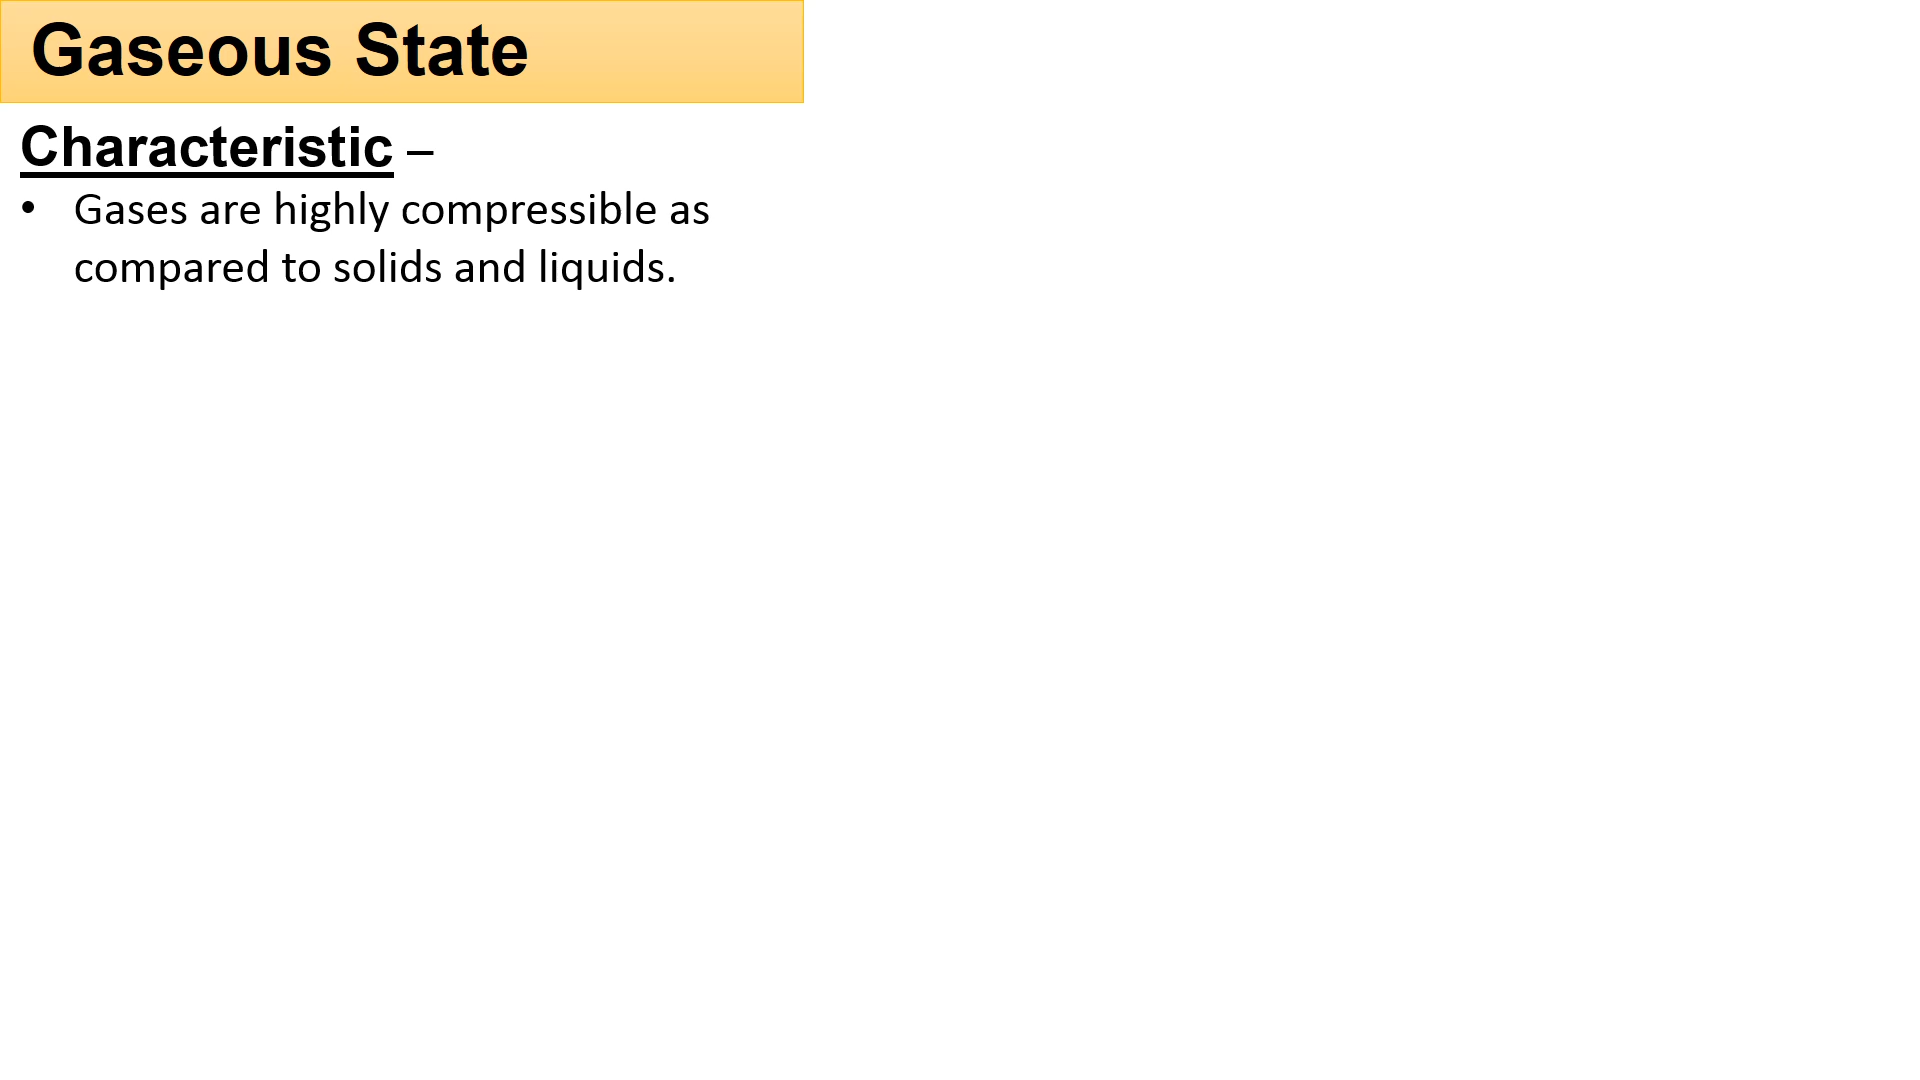 Gaseous State
Characteristic –
• Gases are highly compressible as
compared to solids and liquids.